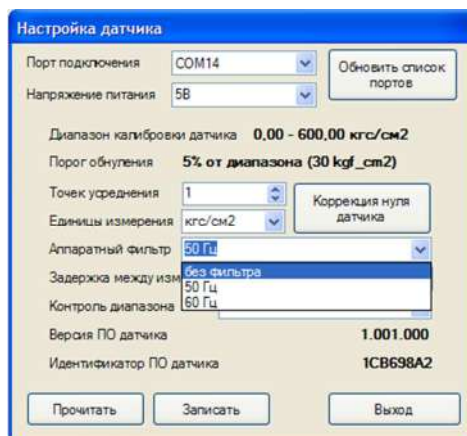 Настройка датчика
Порт подключения COM14 Обновить список портов
Напряжение питания 5В
Диапазон калибровки датчика 0,00 - 600,00 кгс/см2
Порог обнуления 5% от диапазона (30 kgf_cm2)
Точек усреднения 1 Коррекция нуля датчика
Единицы измерения кгс/см2
Аппаратный фильтр 50 Гц
Задержка между изм без фильтра
50 Гц
Контроль диапазона 60 Гц
Версия ПО датчика 1.001.000
Идентификатор ПО датчика 1CB698A2
Прочитать Записать Выход